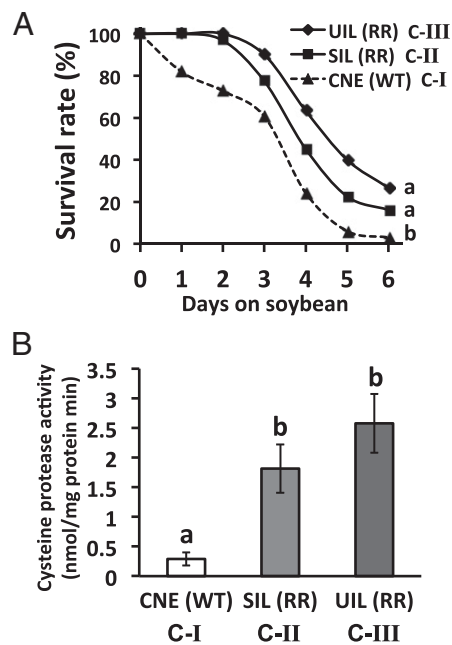 A
UIL (RR) C-III
SIL (RR) C-II
CNE (WT) C-I
Survival rate (%)
100
80
60
40
20
0
a
a
b
0 1 2 3 4 5 6
Days on soybean
B
Cysteine protease activity
(nmol/mg protein min)
3.5
3
2.5
2
1.5
1
0.5
0
a
b
b
CNE (WT) SIL (RR) UIL (RR)
C-I C-II C-III